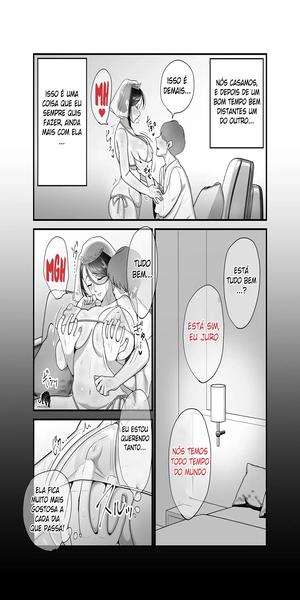 NÓS CASAMOS,
E DEPOIS DE UM
BOM TEMPO BEM
DISTANTES UM
DO OUTRO...
ISSO É
DEMAIS...
MH
ISSO É
UMA COISA QUE EU
SEMPRE QUIS
FAZER, AINDA
MAIS COM ELA
...
ESTÁ
TUDO BEM
...?
ESTÁ SIM,
EU JURO
NÓS TEMOS
TODO TEMPO
DO MUNDO
TUDO
BEM...
MGH
EU ESTOU
QUERENDO
TANTO...
ELA FICA
MUITO MAIS
GOSTOSA A
CADA DIA
QUE PASSA!